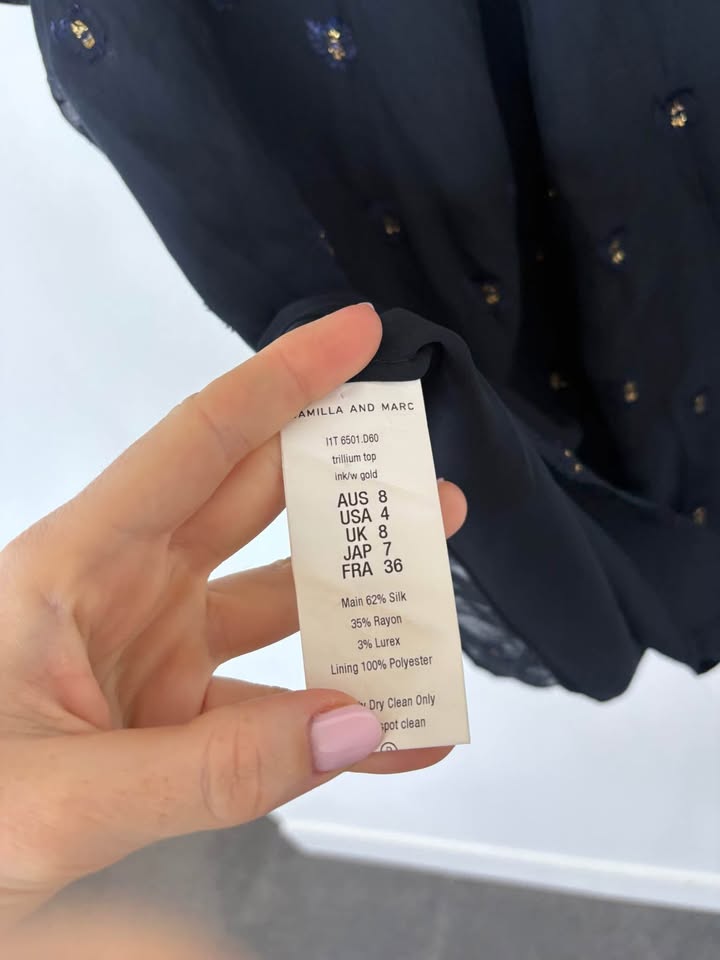 AMILLA AND MARC
I1T 6501.D60
trillium top
ink/w gold
AUS 8
USA 4
UK 8
JAP 7
FRA 36
Main 62% Silk
35% Rayon
3% Lurex
Lining 100% Polyester
Dry Clean Only
spot clean